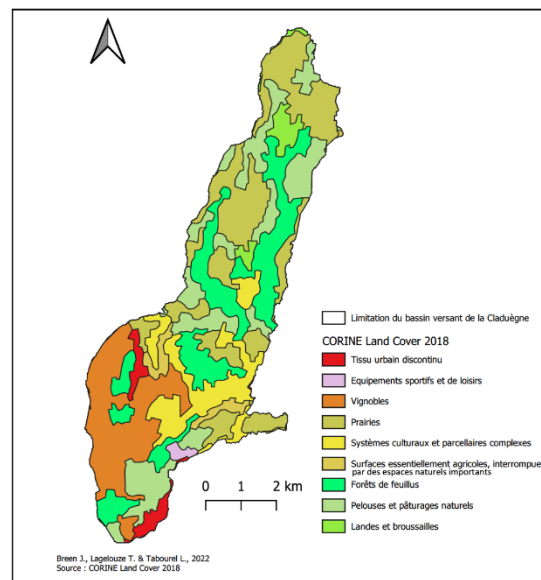 Limitation du bassin versant de la Claduègne
CORINE Land Cover 2018
Tissu urbain discontinu
Equipements sportifs et de loisirs
Vignobles
Prairies
Systèmes culturaux et parcellaires complexes
Surfaces essentiellement agricoles, interrompue
par des espaces naturels importants
Forêts de feuillus
Pelouses et pâturages naturels
Landes et broussailles
0 1 2 km
Breen J., Lagelouze T. & Tabourel L., 2022
Source : CORINE Land Cover 2018